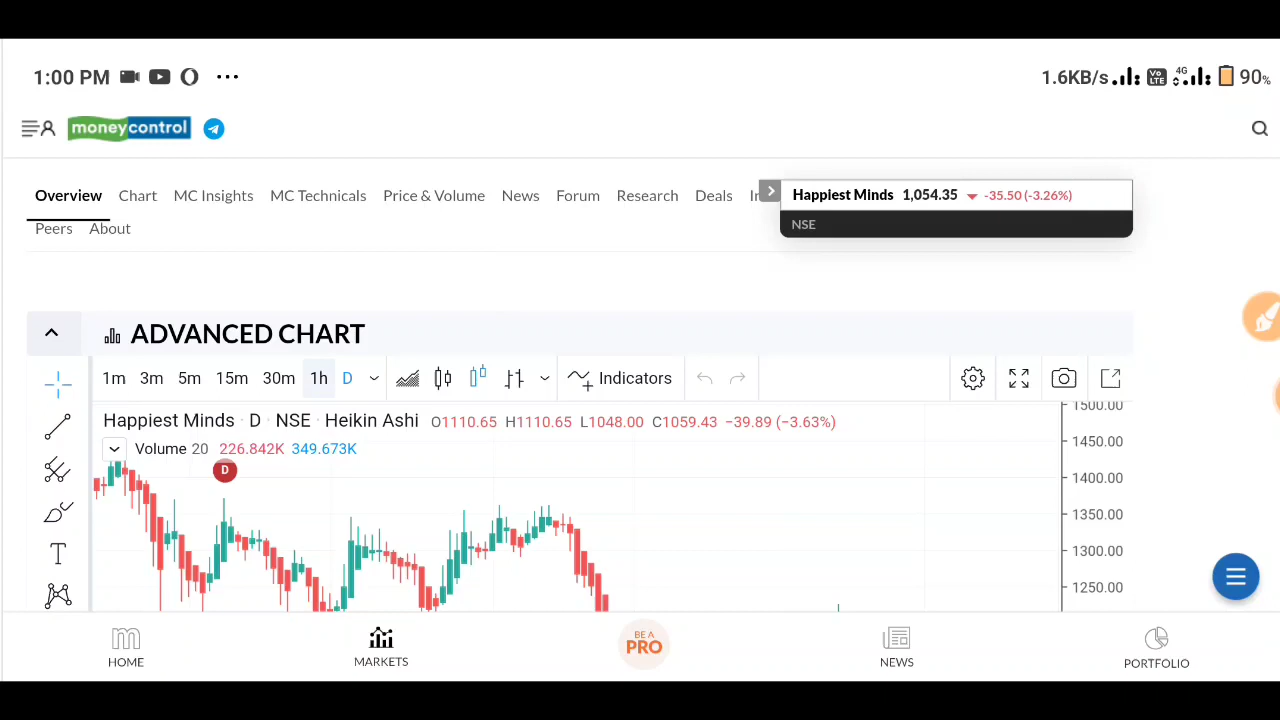 1:00 PM
1.6KB/s Vo LTE 4G 90%
moneycontrol
Overview Chart MC Insights MC Technicals Price & Volume News Forum Research Deals
Peers About
Happiest Minds 1,054.35 -35.50 (-3.26%)
NSE
ADVANCED CHART
1m 3m 5m 15m 30m 1h D Indicators
Happiest Minds · D · NSE · Heikin Ashi O1110.65 H1110.65 L1048.00 C1059.43 −39.89 (−3.63%)
Volume 20 226.842K 349.673K
D
T
1500.00
1450.00
1400.00
1350.00
1300.00
1250.00
HOME
MARKETS
BE A
PRO
NEWS
PORTFOLIO